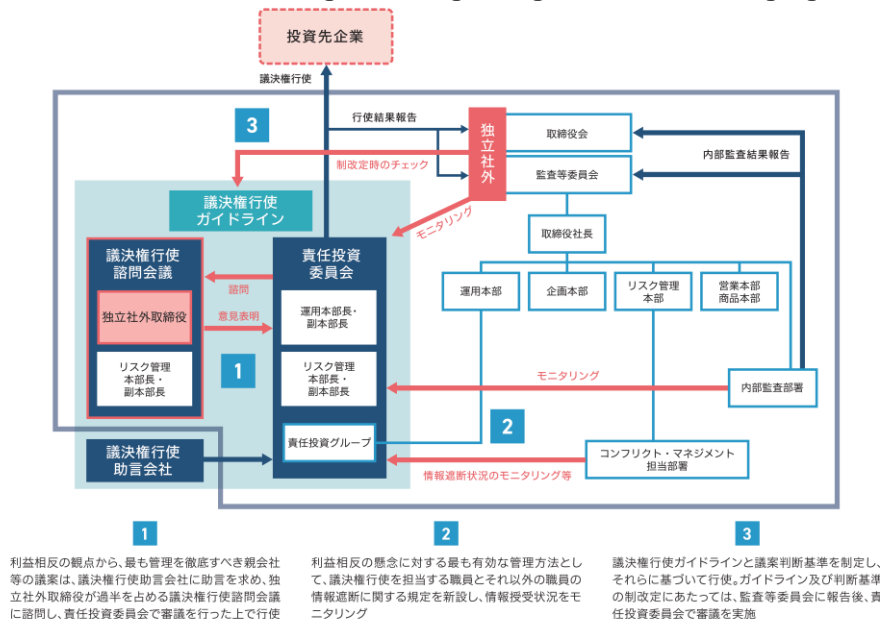 投資先企業
議決権行使
3
行使結果報告
独立社外
取締役会
監査等委員会
内部監査結果報告
制改定時のチェック
議決権行使
ガイドライン
モニタリング
取締役社長
議決権行使
諮問会議
独立社外取締役
リスク管理
本部長・
副本部長
諮問
意見表明
1
責任投資
委員会
運用本部長・
副本部長
リスク管理
本部長・
副本部長
責任投資グループ
運用本部
企画本部
リスク管理
本部
営業本部
商品本部
モニタリング
内部監査部署
2
議決権行使
助言会社
情報遮断状況のモニタリング等
コンフリクト・マネジメント
担当部署
1
利益相反の観点から、最も管理を徹底すべき親会社
等の議案は、議決権行使助言会社に助言を求め、独
立社外取締役が過半を占める議決権行使諮問会議
に諮問し、責任投資委員会で審議を行った上で行使
2
利益相反の懸念に対する最も有効な管理方法とし
て、議決権行使を担当する職員とそれ以外の職員の
情報遮断に関する規定を新設し、情報授受状況をモ
ニタリング
3
議決権行使ガイドラインと議案判断基準を制定し、
それらに基づいて行使。ガイドライン及び判断基準
の制改定にあたっては、監査等委員会に報告後、責
任投資委員会で審議を実施